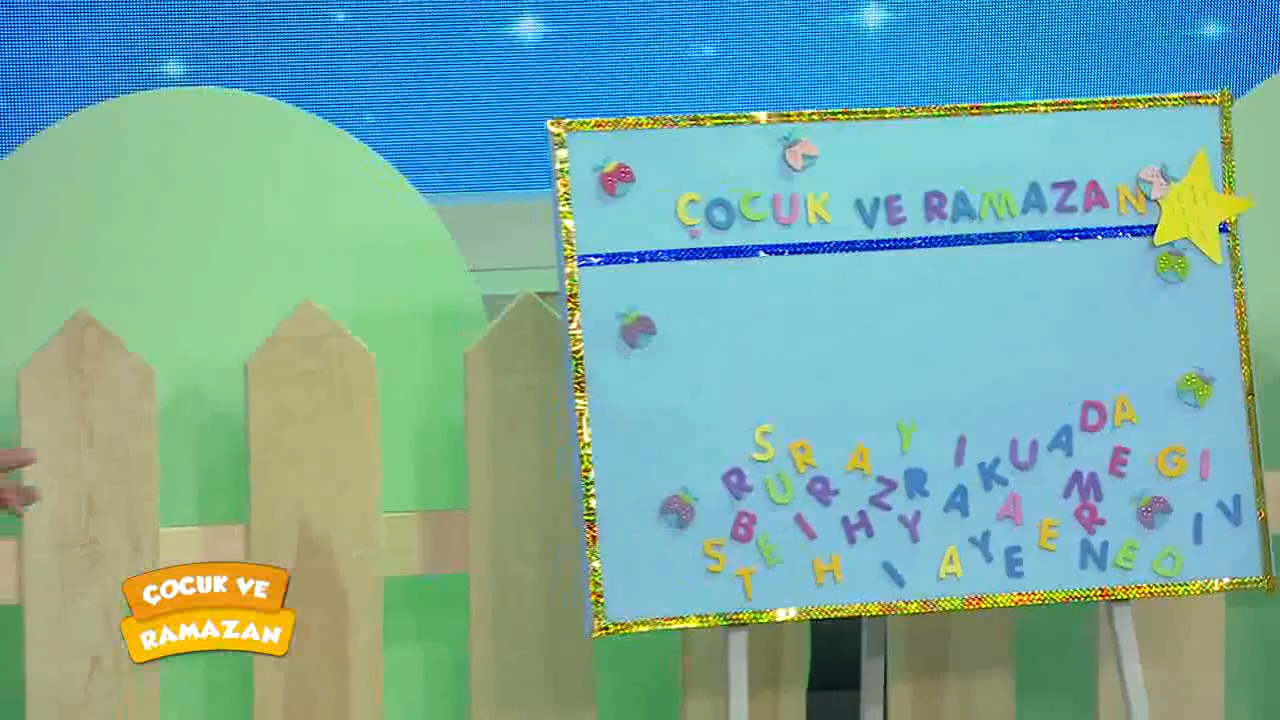 ÇOCUK VE RAMAZAN
S R A Y I U A D A
R U R Z R A K A M E G I
B E I H Y E R I V
S T H I A Y E N E O
ÇOCUK VE
RAMAZAN